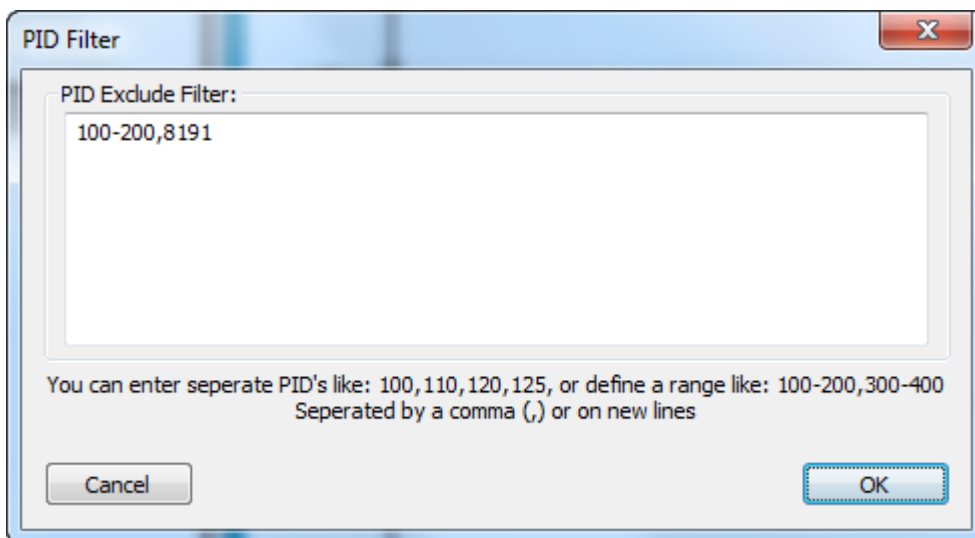 PID Filter
PID Exclude Filter:
100-200,8191
You can enter seperate PID's like: 100,110,120,125, or define a range like: 100-200,300-400
Seperated by a comma (,) or on new lines
Cancel
OK